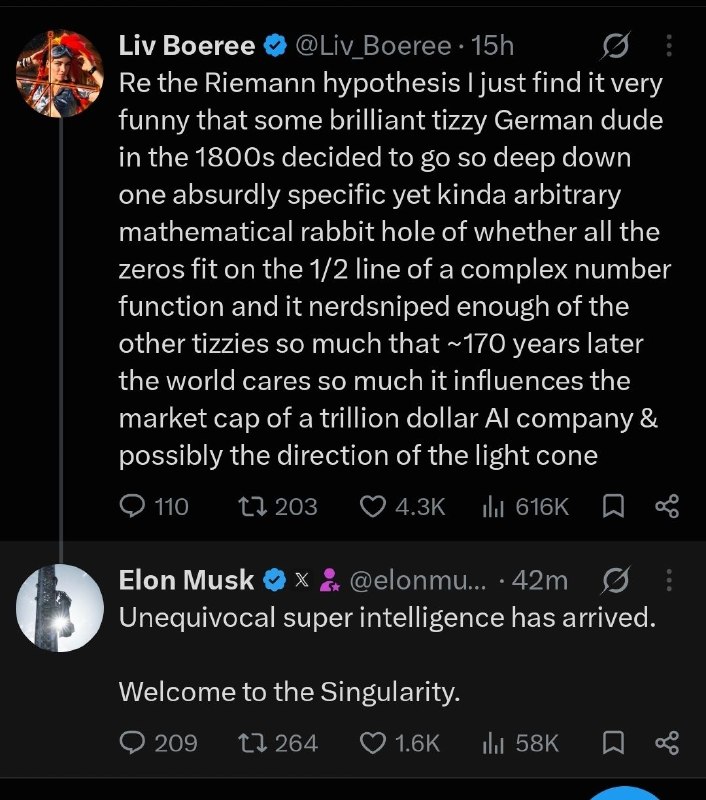 Liv Boeree @Liv_Boeree · 15h
Re the Riemann hypothesis I just find it very
funny that some brilliant tizzy German dude
in the 1800s decided to go so deep down
one absurdly specific yet kinda arbitrary
mathematical rabbit hole of whether all the
zeros fit on the 1/2 line of a complex number
function and it nerdsniped enough of the
other tizzies so much that ~170 years later
the world cares so much it influences the
market cap of a trillion dollar AI company &
possibly the direction of the light cone
110 203 4.3K 616K
Elon Musk X @elonmu... · 42m
Unequivocal super intelligence has arrived.
Welcome to the Singularity.
209 264 1.6K 58K